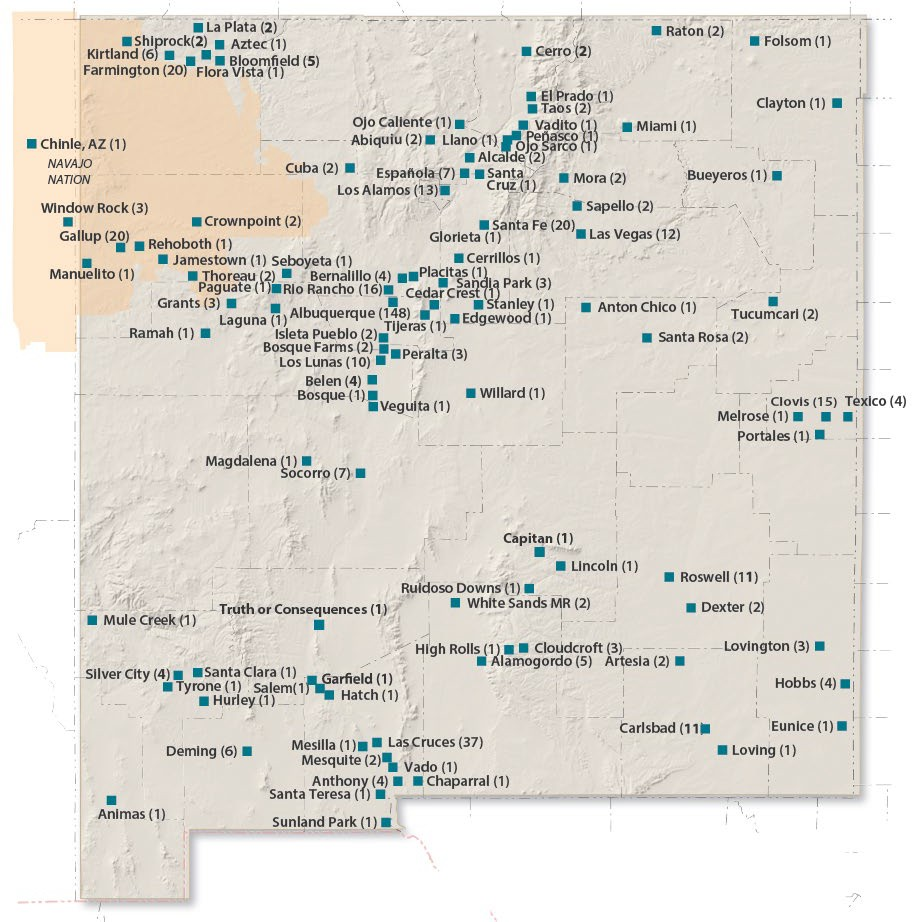 La Plata (2)
Shiprock(2)
Aztec (1)
Kirtland (6)
Bloomfield (5)
Farmington (20)
Flora Vista (1)
Raton (2)
Folsom (1)
Cerro (2)
El Prado (1)
Taos (2)
Clayton (1)
Ojo Caliente (1)
Vadito (1)
Miami (1)
Abiquiu (2)
Llano (1)
Peñasco (1)
Ojo Sarco (1)
Chinle, AZ (1)
NAVAJO
NATION
Alcalde (2)
Cuba (2)
Española (7)
Santa
Cruz (1)
Mora (2)
Bueyeros (1)
Los Alamos (13)
Window Rock (3)
Crownpoint (2)
Sapello (2)
Santa Fe (20)
Glorieta (1)
Las Vegas (12)
Gallup (20)
Rehoboth (1)
Jamestown (1)
Seboyeta (1)
Cerrillos (1)
Manuelito (1)
Thoreau (2)
Bernalillo (4)
Placitas (1)
Paguate (1)
Rio Rancho (16)
Sandia Park (3)
Cedar Crest (1)
Grants (3)
Stanley (1)
Anton Chico (1)
Tucumcari (2)
Laguna (1)
Albuquerque (148)
Edgewood (1)
Tijeras (1)
Ramah (1)
Isleta Pueblo (2)
Santa Rosa (2)
Bosque Farms (2)
Peralta (3)
Los Lunas (10)
Belen (4)
Bosque (1)
Willard (1)
Veguita (1)
Clovis (15)
Texico (4)
Melrose (1)
Portales (1)
Magdalena (1)
Socorro (7)
Capitan (1)
Lincoln (1)
Roswell (11)
Ruidoso Downs (1)
White Sands MR (2)
Dexter (2)
Truth or Consequences (1)
Mule Creek (1)
High Rolls (1)
Cloudcroft (3)
Lovington (3)
Alamogordo (5)
Artesia (2)
Silver City (4)
Santa Clara (1)
Garfield (1)
Hobbs (4)
Tyrone (1)
Salem(1)
Hatch (1)
Hurley (1)
Carlsbad (11)
Eunice (1)
Deming (6)
Mesilla (1)
Las Cruces (37)
Loving (1)
Mesquite (2)
Vado (1)
Anthony (4)
Chaparral (1)
Santa Teresa (1)
Animas (1)
Sunland Park (1)